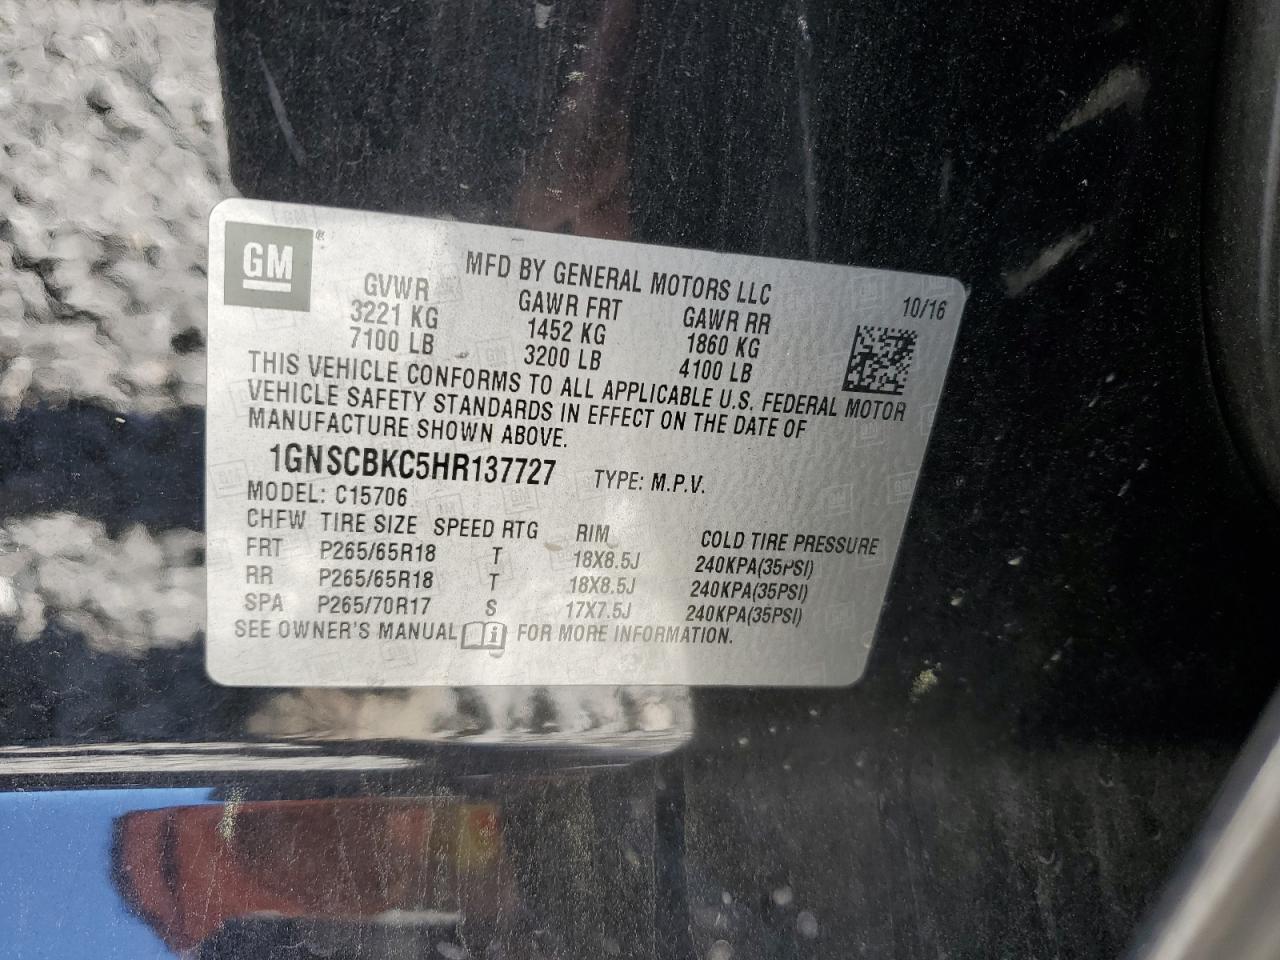 GM ®
MFD BY GENERAL MOTORS LLC
10/16
GVWR GAWR FRT GAWR RR
3221 KG 1452 KG 1860 KG
7100 LB 3200 LB 4100 LB
THIS VEHICLE CONFORMS TO ALL APPLICABLE U.S. FEDERAL MOTOR
VEHICLE SAFETY STANDARDS IN EFFECT ON THE DATE OF
MANUFACTURE SHOWN ABOVE.
1GNSCBKC5HR137727 TYPE: M.P.V.
MODEL: C15706
CHFW TIRE SIZE SPEED RTG RIM COLD TIRE PRESSURE
FRT P265/65R18 T 18X8.5J 240KPA(35PSI)
RR P265/65R18 T 18X8.5J 240KPA(35PSI)
SPA P265/70R17 S 17X7.5J 240KPA(35PSI)
SEE OWNER'S MANUAL i FOR MORE INFORMATION.